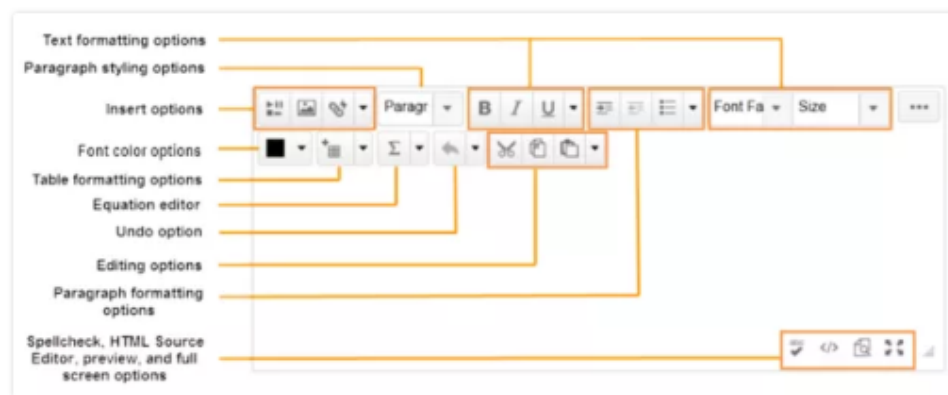 Text formatting options
Paragraph styling options
Insert options
Paragr
B I U
Font Fa
Size
Font color options
Σ
Table formatting options
Equation editor
Undo option
Editing options
Paragraph formatting
options
Spellcheck, HTML Source
Editor, preview, and full
screen options